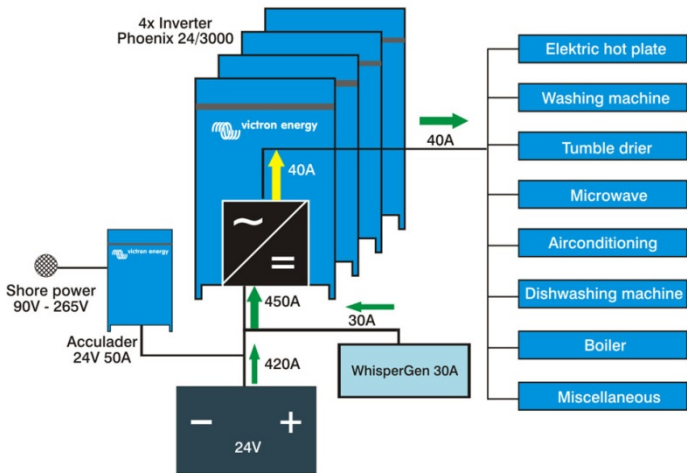 4x Inverter
Phoenix 24/3000
victron energy
40A
40A
Elektric hot plate
Washing machine
Tumble drier
Microwave
Airconditioning
Dishwashing machine
Boiler
Miscellaneous
victron energy
Shore power
90V - 265V
Acculader
24V 50A
450A
30A
420A
WhisperGen 30A
24V